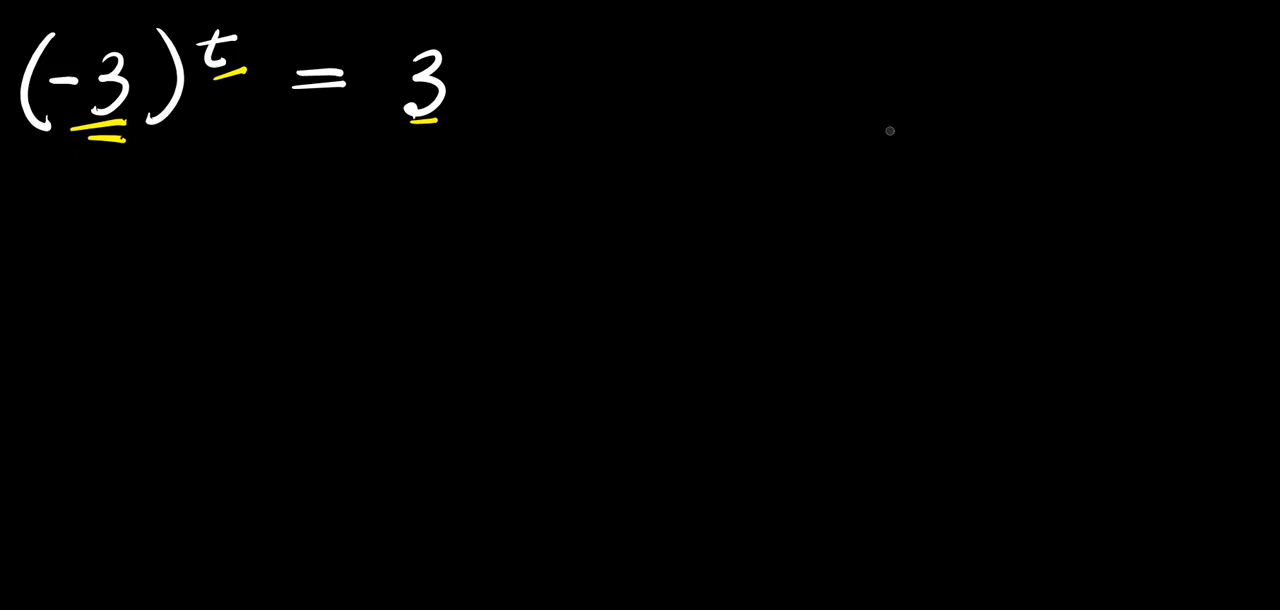 (-3)^t = 3